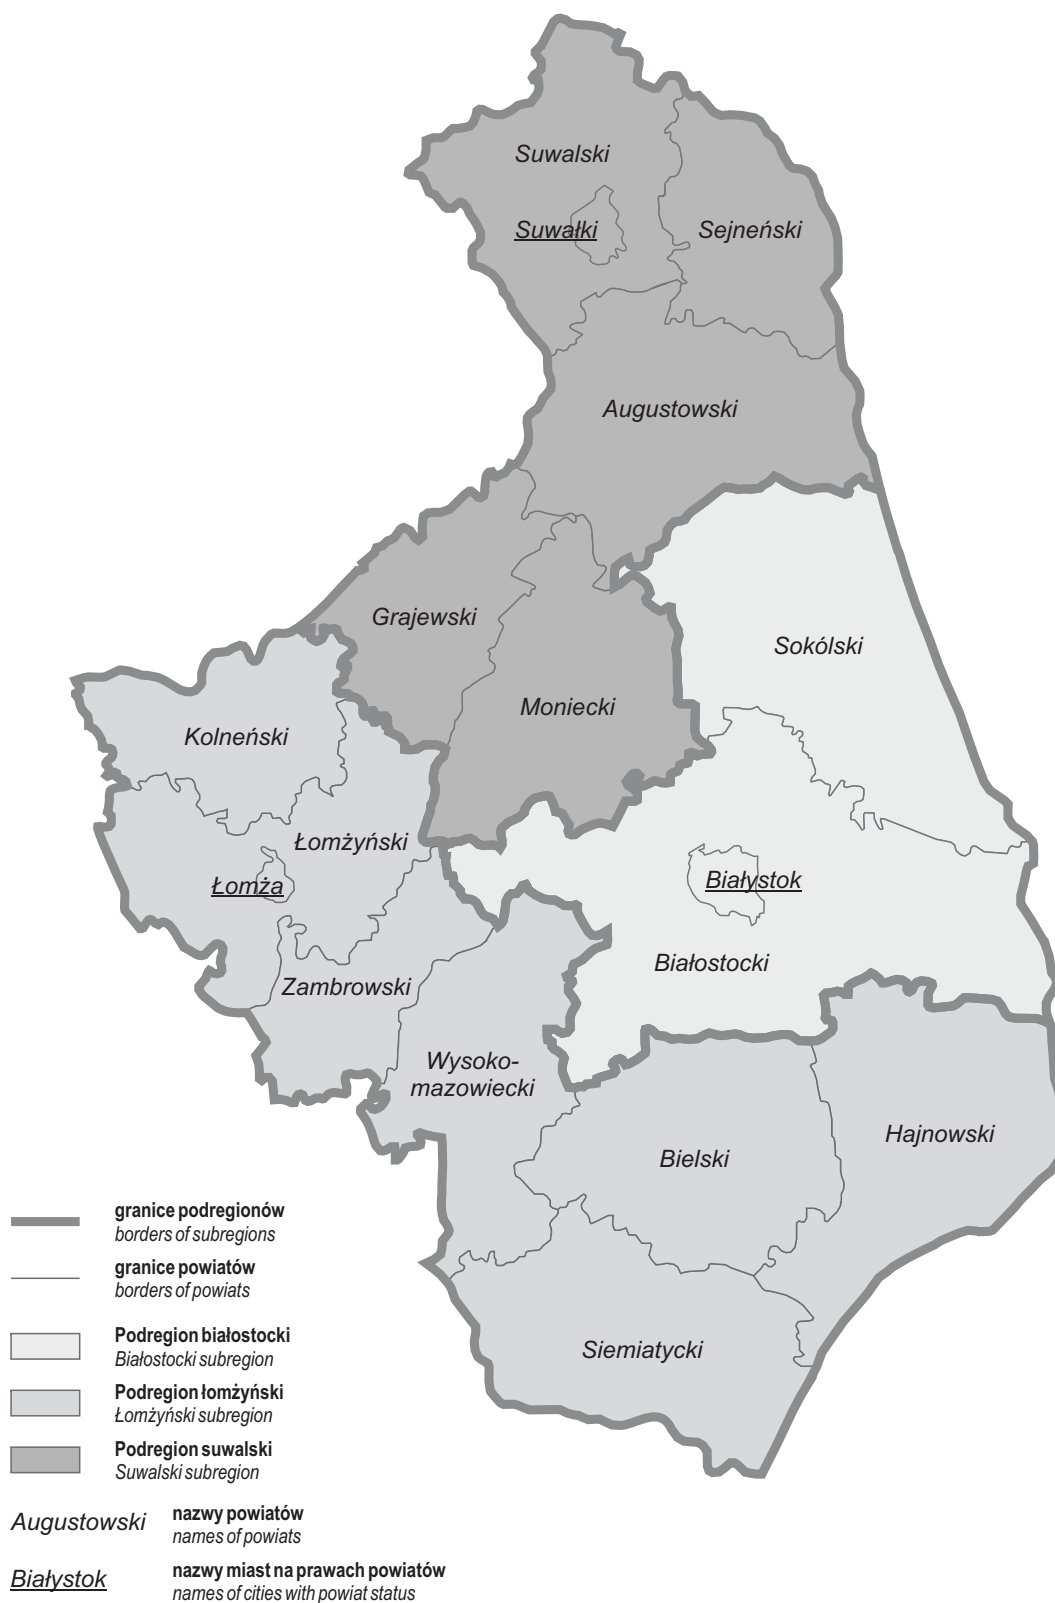 Suwalski
Suwałki
Sejneński
Augustowski
Grajewski
Sokólski
Moniecki
Kolneński
Łomżyński
Łomża
Białystok
Białostocki
Zambrowski
Wysoko-
mazowiecki
Hajnowski
Bielski
Siemiatycki
granice podregionów
borders of subregions
granice powiatów
borders of powiats
Podregion białostocki
Białostocki subregion
Podregion łomżyński
Łomżyński subregion
Podregion suwalski
Suwalski subregion
Augustowski
nazwy powiatów
names of powiats
Białystok
nazwy miast na prawach powiatów
names of cities with powiat status